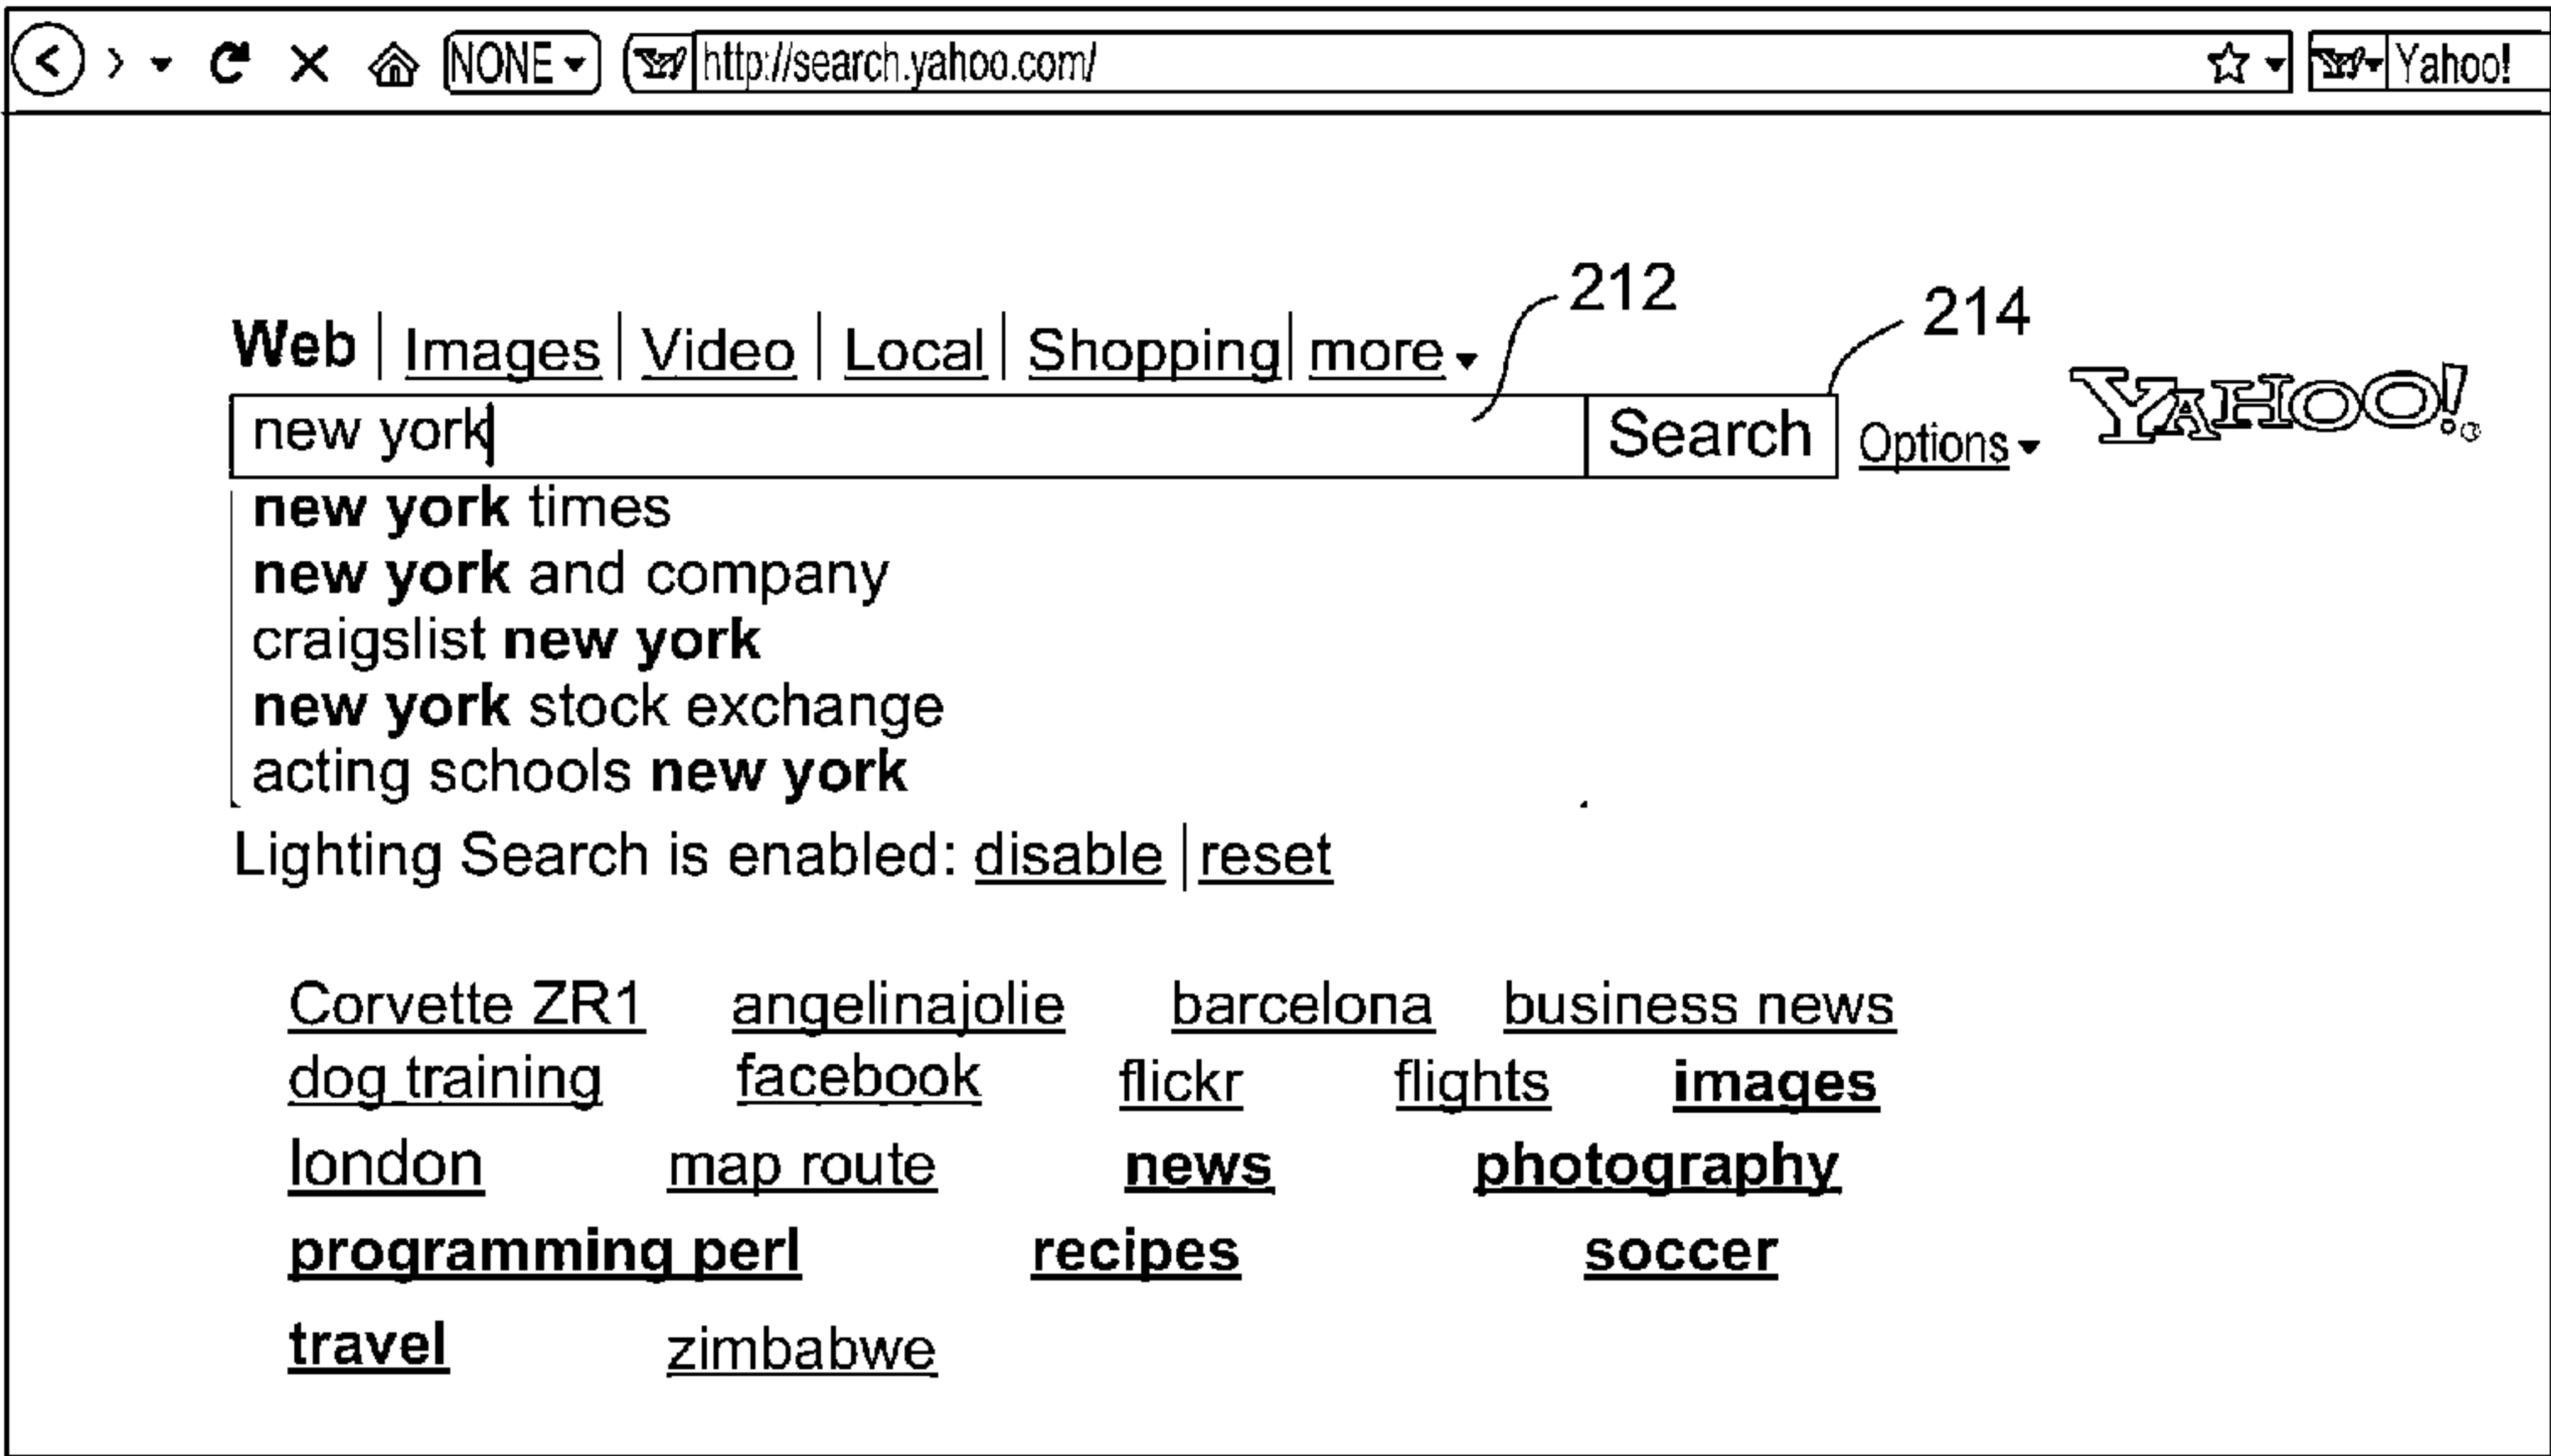 NONE http://search.yahoo.com/ Yahoo!
212
214
Web Images Video Local Shopping more
new york Search Options YAHOO!
new york times
new york and company
craigslist new york
new york stock exchange
acting schools new york
Lighting Search is enabled: disable reset
Corvette ZR1 angelinajolie barcelona business news
dog training facebook flickr flights images
london map route news photography
programming perl recipes soccer
travel zimbabwe